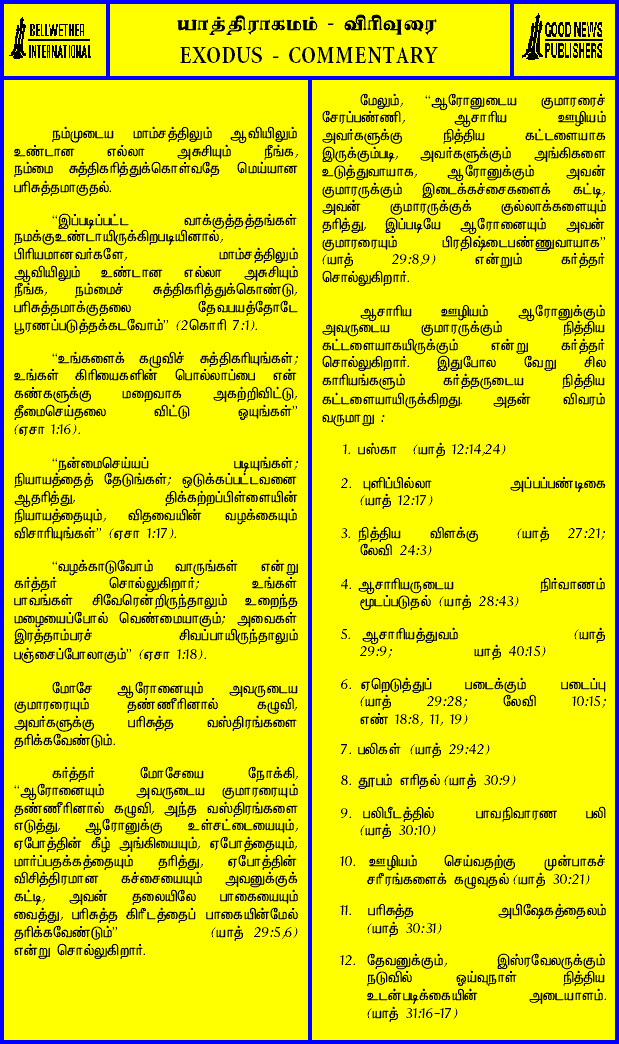 BELLWETHER
INTERNATIONAL
யாத்திராகமம் - விரிவுரை
EXODUS - COMMENTARY
GOOD NEWS
PUBLISHERS
நம்முடைய மாம்சத்திலும் ஆவியிலும்
உண்டான எல்லா அசுசியும் நீங்க,
நம்மை சுத்திகரித்துக்கொள்வதே மெய்யான
பரிசுத்தமாகுதல்.
“இப்படிப்பட்ட வாக்குத்தத்தங்கள்
நமக்குஉண்டாயிருக்கிறபடியினால்,
பிரியமானவர்களே, மாம்சத்திலும்
ஆவியிலும் உண்டான எல்லா அசுசியும்
நீங்க, நம்மைச் சுத்திகரித்துக்கொண்டு,
பரிசுத்தமாக்குதலை தேவபயத்தோடே
பூரணப்படுத்தக்கடவோம்” (2கொரி 7:1).
“உங்களைக் கழுவிச் சுத்திகரியுங்கள்;
உங்கள் கிரியைகளின் பொல்லாப்பை என்
கண்களுக்கு மறைவாக அகற்றிவிட்டு,
தீமைசெய்தலை விட்டு ஓயுங்கள்”
(ஏசா 1:16).
“நன்மைசெய்யப் படியுங்கள்;
நியாயத்தைத் தேடுங்கள்; ஒடுக்கப்பட்டவனை
ஆதரித்து, திக்கற்றப்பிள்ளையின்
நியாயத்தையும், விதவையின் வழக்கையும்
விசாரியுங்கள்” (ஏசா 1:17).
“வழக்காடுவோம் வாருங்கள் என்று
கர்த்தர் சொல்லுகிறார்; உங்கள்
பாவங்கள் சிவேரென்றிருந்தாலும் உறைந்த
மழையைப்போல் வெண்மையாகும்; அவைகள்
இரத்தாம்பரச் சிவப்பாயிருந்தாலும்
பஞ்சைப்போலாகும்” (ஏசா 1:18).
மோசே ஆரோனையும் அவருடைய
குமாரரையும் தண்ணீரினால் கழுவி,
அவர்களுக்கு பரிசுத்த வஸ்திரங்களை
தரிக்கவேண்டும்.
கர்த்தர் மோசேயை நோக்கி,
“ஆரோனையும் அவருடைய குமாரரையும்
தண்ணீரினால் கழுவி, அந்த வஸ்திரங்களை
எடுத்து, ஆரோனுக்கு உள்சட்டையையும்,
ஏபோத்தின் கீழ் அங்கியையும், ஏபோத்தையும்,
மார்ப்பதக்கத்தையும் தரித்து, ஏபோத்தின்
விசித்திரமான கச்சையையும் அவனுக்குக்
கட்டி, அவன் தலையிலே பாகையையும்
வைத்து, பரிசுத்த கிரீடத்தைப் பாகையின்மேல்
தரிக்கவேண்டும்” (யாத் 29:5,6)
என்று சொல்லுகிறார்.
மேலும், “ஆரோனுடைய குமாரரைச்
சேரப்பண்ணி, ஆசாரிய ஊழியம்
அவர்களுக்கு நித்திய கட்டளையாக
இருக்கும்படி, அவர்களுக்கும் அங்கிகளை
உடுத்துவாயாக, ஆரோனுக்கும் அவன்
குமாரருக்கும் இடைக்கச்சைகளைக் கட்டி,
அவன் குமாரருக்குக் குல்லாக்களையும்
தரித்து, இப்படியே ஆரோனையும் அவன்
குமாரரையும் பிரதிஷ்டைபண்ணுவாயாக”
(யாத் 29:8,9) என்றும் கர்த்தர்
சொல்லுகிறார்.
ஆசாரிய ஊழியம் ஆரோனுக்கும்
அவருடைய குமாரருக்கும் நித்திய
கட்டளையாகயிருக்கும் என்று கர்த்தர்
சொல்லுகிறார். இதுபோல வேறு சில
காரியங்களும் கர்த்தருடைய நித்திய
கட்டளையாயிருக்கிறது. அதன் விவரம்
வருமாறு :
1. பஸ்கா (யாத் 12:14,24)
2. புளிப்பில்லா அப்பப்பண்டிகை
(யாத் 12:17)
3. நித்திய விளக்கு (யாத் 27:21;
லேவி 24:3)
4. ஆசாரியருடைய நிர்வாணம்
மூடப்படுதல் (யாத் 28:43)
5. ஆசாரியத்துவம் (யாத்
29:9; யாத் 40:15)
6. ஏறெடுத்துப் படைக்கும் படைப்பு
(யாத் 29:28; லேவி 10:15;
எண் 18:8, 11, 19)
7. பலிகள் (யாத் 29:42)
8. தூபம் எரிதல் (யாத் 30:9)
9. பலிபீடத்தில் பாவநிவாரண பலி
(யாத் 30:10)
10. ஊழியம் செய்வதற்கு முன்பாகச்
சரீரங்களைக் கழுவுதல் (யாத் 30:21)
11. பரிசுத்த அபிஷேகத்தைலம்
(யாத் 30:31)
12. தேவனுக்கும், இஸ்ரவேலருக்கும்
நடுவில் ஓய்வுநாள் நித்திய
உடன்படிக்கையின் அடையாளம்.
(யாத் 31:16-17)